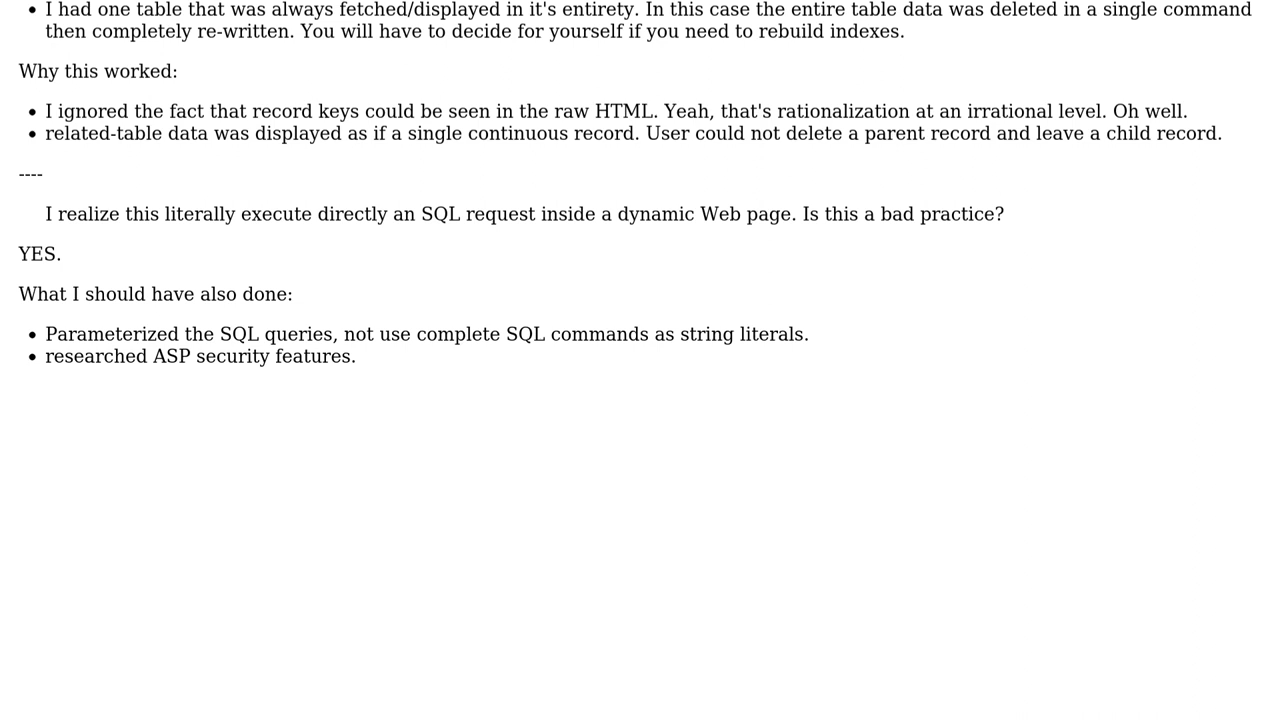 • I had one table that was always fetched/displayed in it's entirety. In this case the entire table data was deleted in a single command
then completely re-written. You will have to decide for yourself if you need to rebuild indexes.
Why this worked:
• I ignored the fact that record keys could be seen in the raw HTML. Yeah, that's rationalization at an irrational level. Oh well.
• related-table data was displayed as if a single continuous record. User could not delete a parent record and leave a child record.
----
I realize this literally execute directly an SQL request inside a dynamic Web page. Is this a bad practice?
YES.
What I should have also done:
• Parameterized the SQL queries, not use complete SQL commands as string literals.
• researched ASP security features.